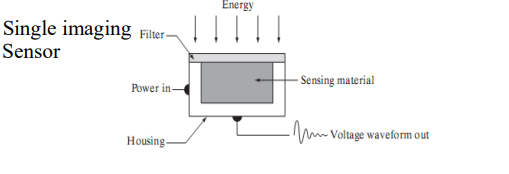 Energy
Single imaging
Sensor
Filter
Sensing material
Power in
Voltage waveform out
Housing